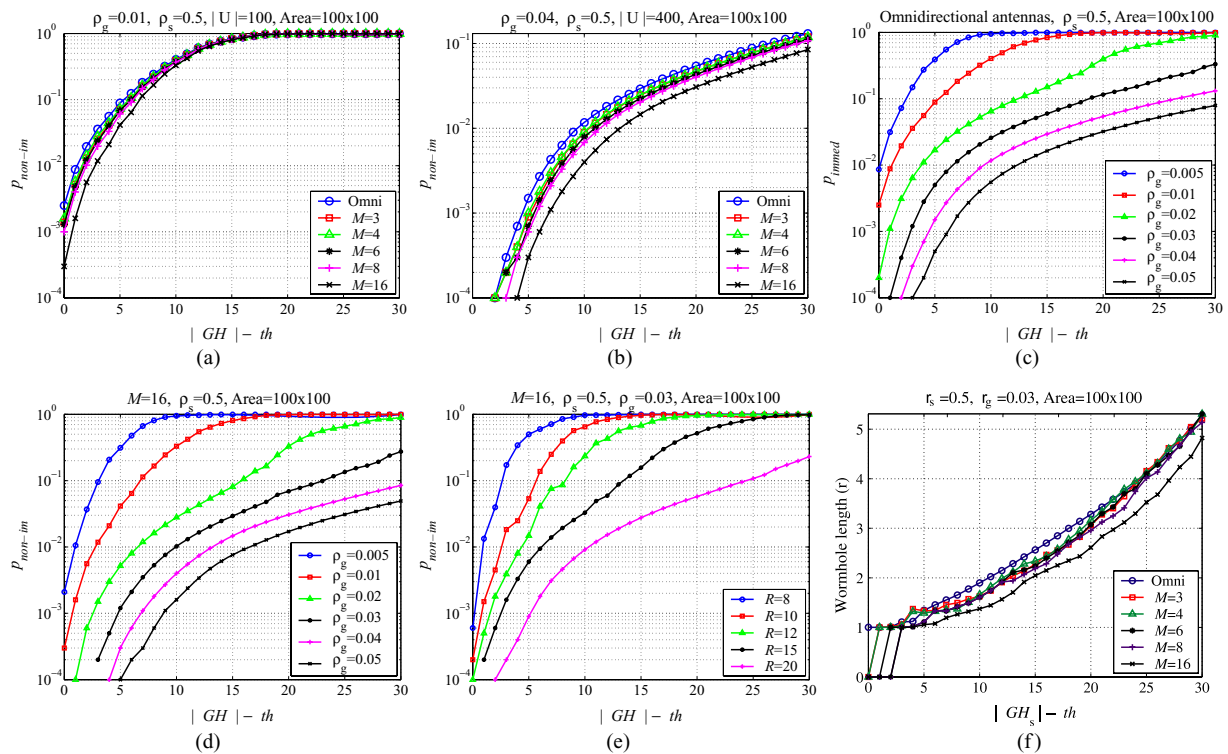 ρg=0.01, ρs=0.5, | U |=100, Area=100x100
10^0
10^-1
10^-2
10^-3
10^-4
p non-im
Omni
M=3
M=4
M=6
M=8
M=16
0 5 10 15 20 25 30
| GH | - th
(a)
ρg=0.04, ρs=0.5, | U |=400, Area=100x100
10^-1
10^-2
10^-3
10^-4
p non-im
Omni
M=3
M=4
M=6
M=8
M=16
0 5 10 15 20 25 30
| GH | - th
(b)
Omnidirectional antennas, ρs=0.5, Area=100x100
10^0
10^-1
10^-2
10^-3
10^-4
p immed
ρg=0.005
ρg=0.01
ρg=0.02
ρg=0.03
ρg=0.04
ρg=0.05
0 5 10 15 20 25 30
| GH | - th
(c)
M=16, ρs=0.5, Area=100x100
10^0
10^-1
10^-2
10^-3
10^-4
p non-im
ρg=0.005
ρg=0.01
ρg=0.02
ρg=0.03
ρg=0.04
ρg=0.05
0 5 10 15 20 25 30
| GH | - th
(d)
M=16, ρs=0.5, ρg=0.03, Area=100x100
10^0
10^-1
10^-2
10^-3
10^-4
p non-im
R=8
R=10
R=12
R=15
R=20
0 5 10 15 20 25 30
| GH | - th
(e)
rs=0.5, rg=0.03, Area=100x100
5
4
3
2
1
0
Wormhole length (r)
Omni
M=3
M=4
M=6
M=8
M=16
0 5 10 15 20 25 30
| GHs | - th
(f)